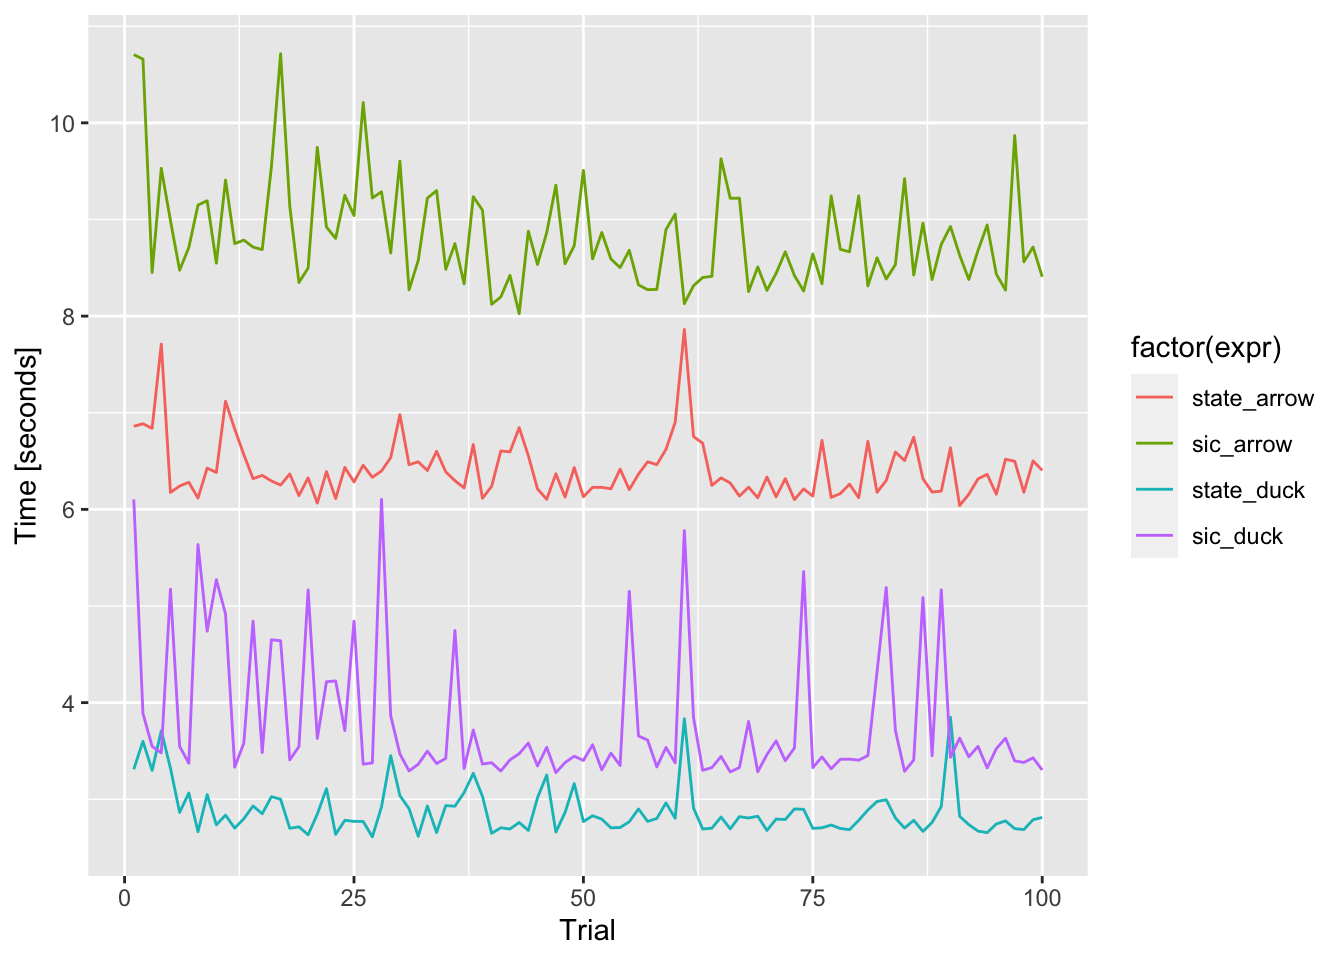 10
8
6
4
Time [seconds]
0 25 50 75 100
Trial
factor(expr)
state_arrow
sic_arrow
state_duck
sic_duck